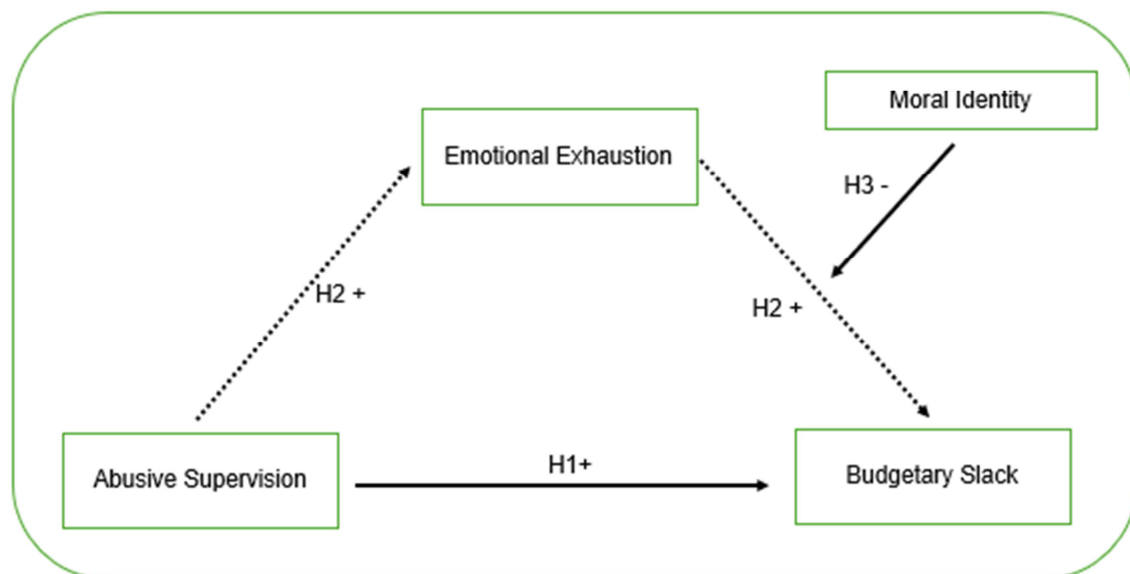 Moral Identity
Emotional Exhaustion
H3 -
H2 +
H2 +
H1+
Abusive Supervision
Budgetary Slack